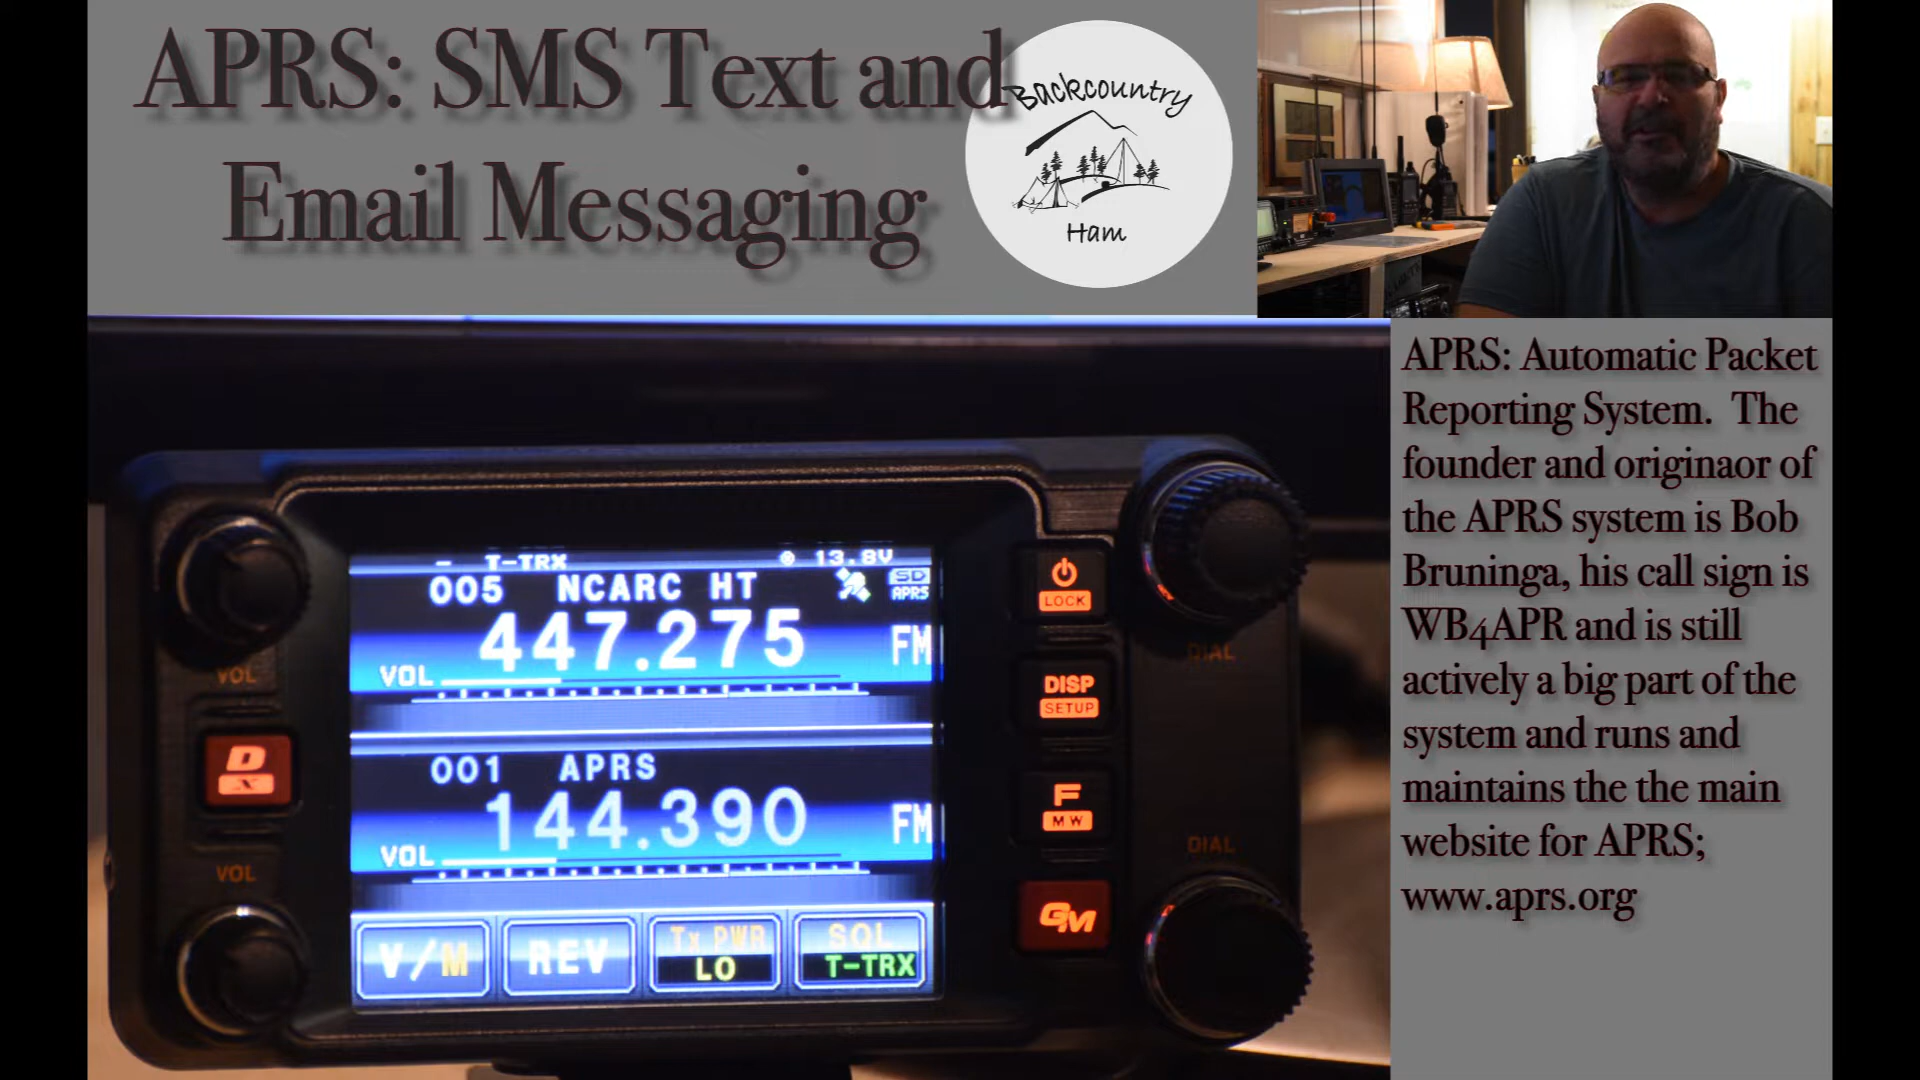 APRS: SMS Text and
Email Messaging
Backcountry
Ham
APRS: Automatic Packet
Reporting System. The
founder and originaor of
the APRS system is Bob
Bruninga, his call sign is
WB4APR and is still
actively a big part of the
system and runs and
maintains the the main
website for APRS;
www.aprs.org
T-TRX 13.8V
005 NCARC HT SD
APRS
447.275 FM
VOL
001 APRS
144.390 FM
VOL
V/M REV Tx PWR SQL
LO T-TRX
VOL
D
X
VOL
LOCK
DIAL
DISP
SETUP
F
MW
DIAL
GM